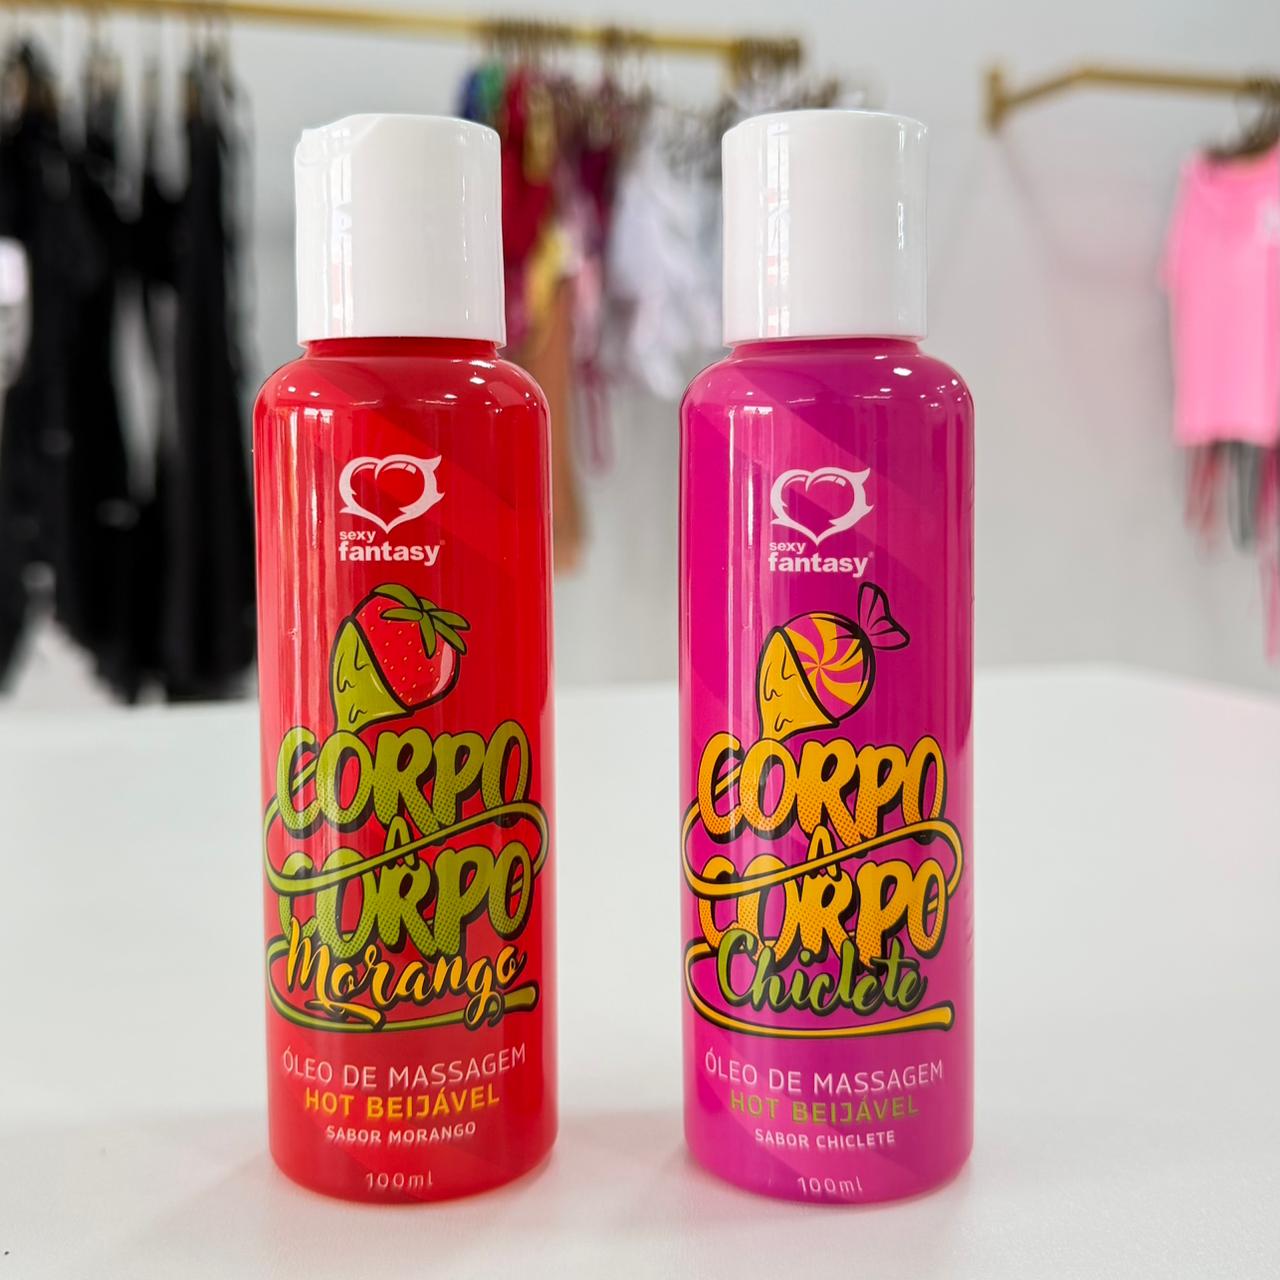 sexy
fantasy
CORPO
A
CORPO
Morango
ÓLEO DE MASSAGEM
HOT BEIJÁVEL
SABOR MORANGO
100ml
sexy
fantasy
CORPO
A
CORPO
Chiclete
ÓLEO DE MASSAGEM
HOT BEIJÁVEL
SABOR CHICLETE
100ml